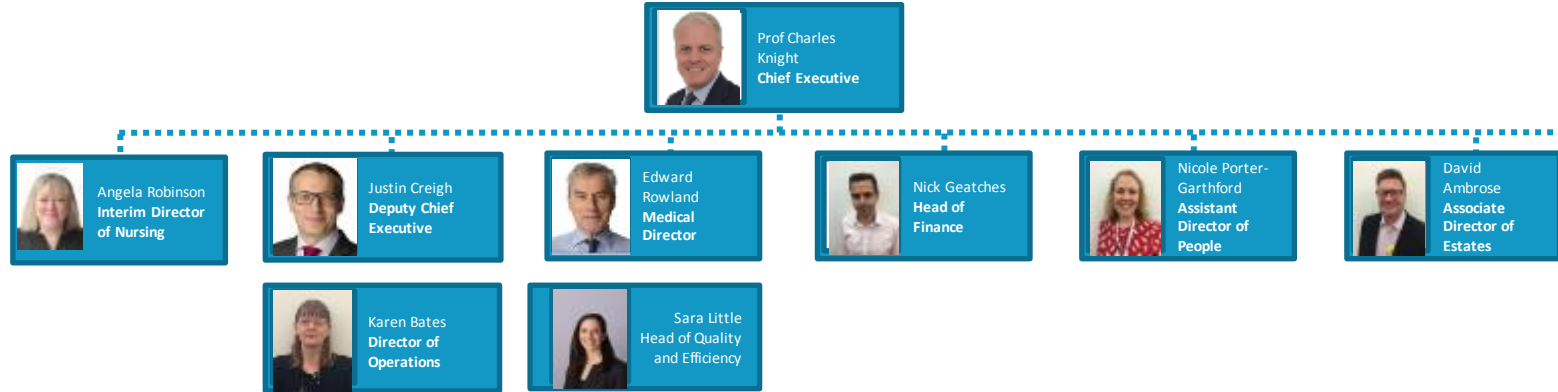 Prof Charles
Knight
Chief Executive
Angela Robinson
Interim Director
of Nursing
Justin Creigh
Deputy Chief
Executive
Edward
Rowland
Medical
Director
Nick Geatches
Head of
Finance
Nicole Porter-
Garthford
Assistant
Director of
People
David
Ambrose
Associate
Director of
Estates
Karen Bates
Director of
Operations
Sara Little
Head of Quality
and Efficiency